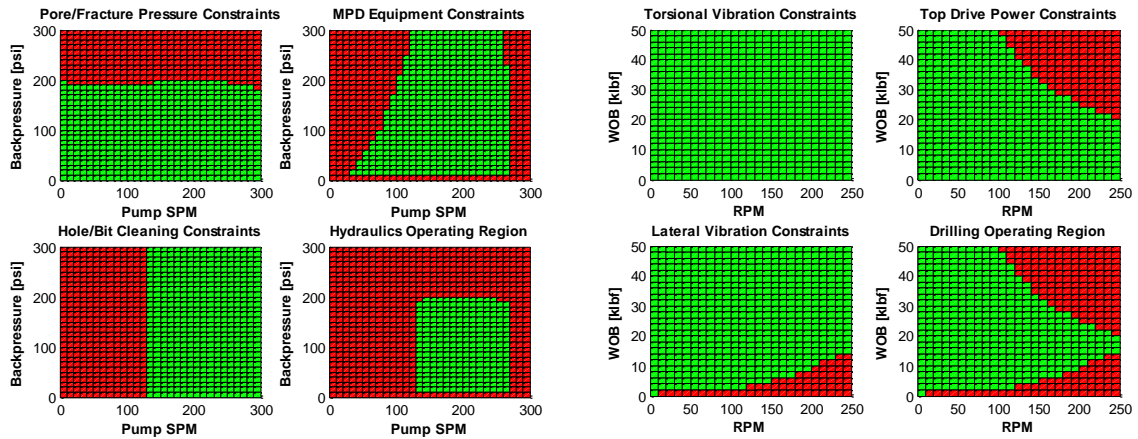 Pore/Fracture Pressure Constraints
Backpressure [psi]
300
200
100
0
0 100 200 300
Pump SPM
MPD Equipment Constraints
Backpressure [psi]
300
200
100
0
0 100 200 300
Pump SPM
Torsional Vibration Constraints
WOB [klbf]
50
40
30
20
10
0
0 50 100 150 200 250
RPM
Top Drive Power Constraints
WOB [klbf]
50
40
30
20
10
0
0 50 100 150 200 250
RPM
Hole/Bit Cleaning Constraints
Backpressure [psi]
300
200
100
0
0 100 200 300
Pump SPM
Hydraulics Operating Region
Backpressure [psi]
300
200
100
0
0 100 200 300
Pump SPM
Lateral Vibration Constraints
WOB [klbf]
50
40
30
20
10
0
0 50 100 150 200 250
RPM
Drilling Operating Region
WOB [klbf]
50
40
30
20
10
0
0 50 100 150 200 250
RPM